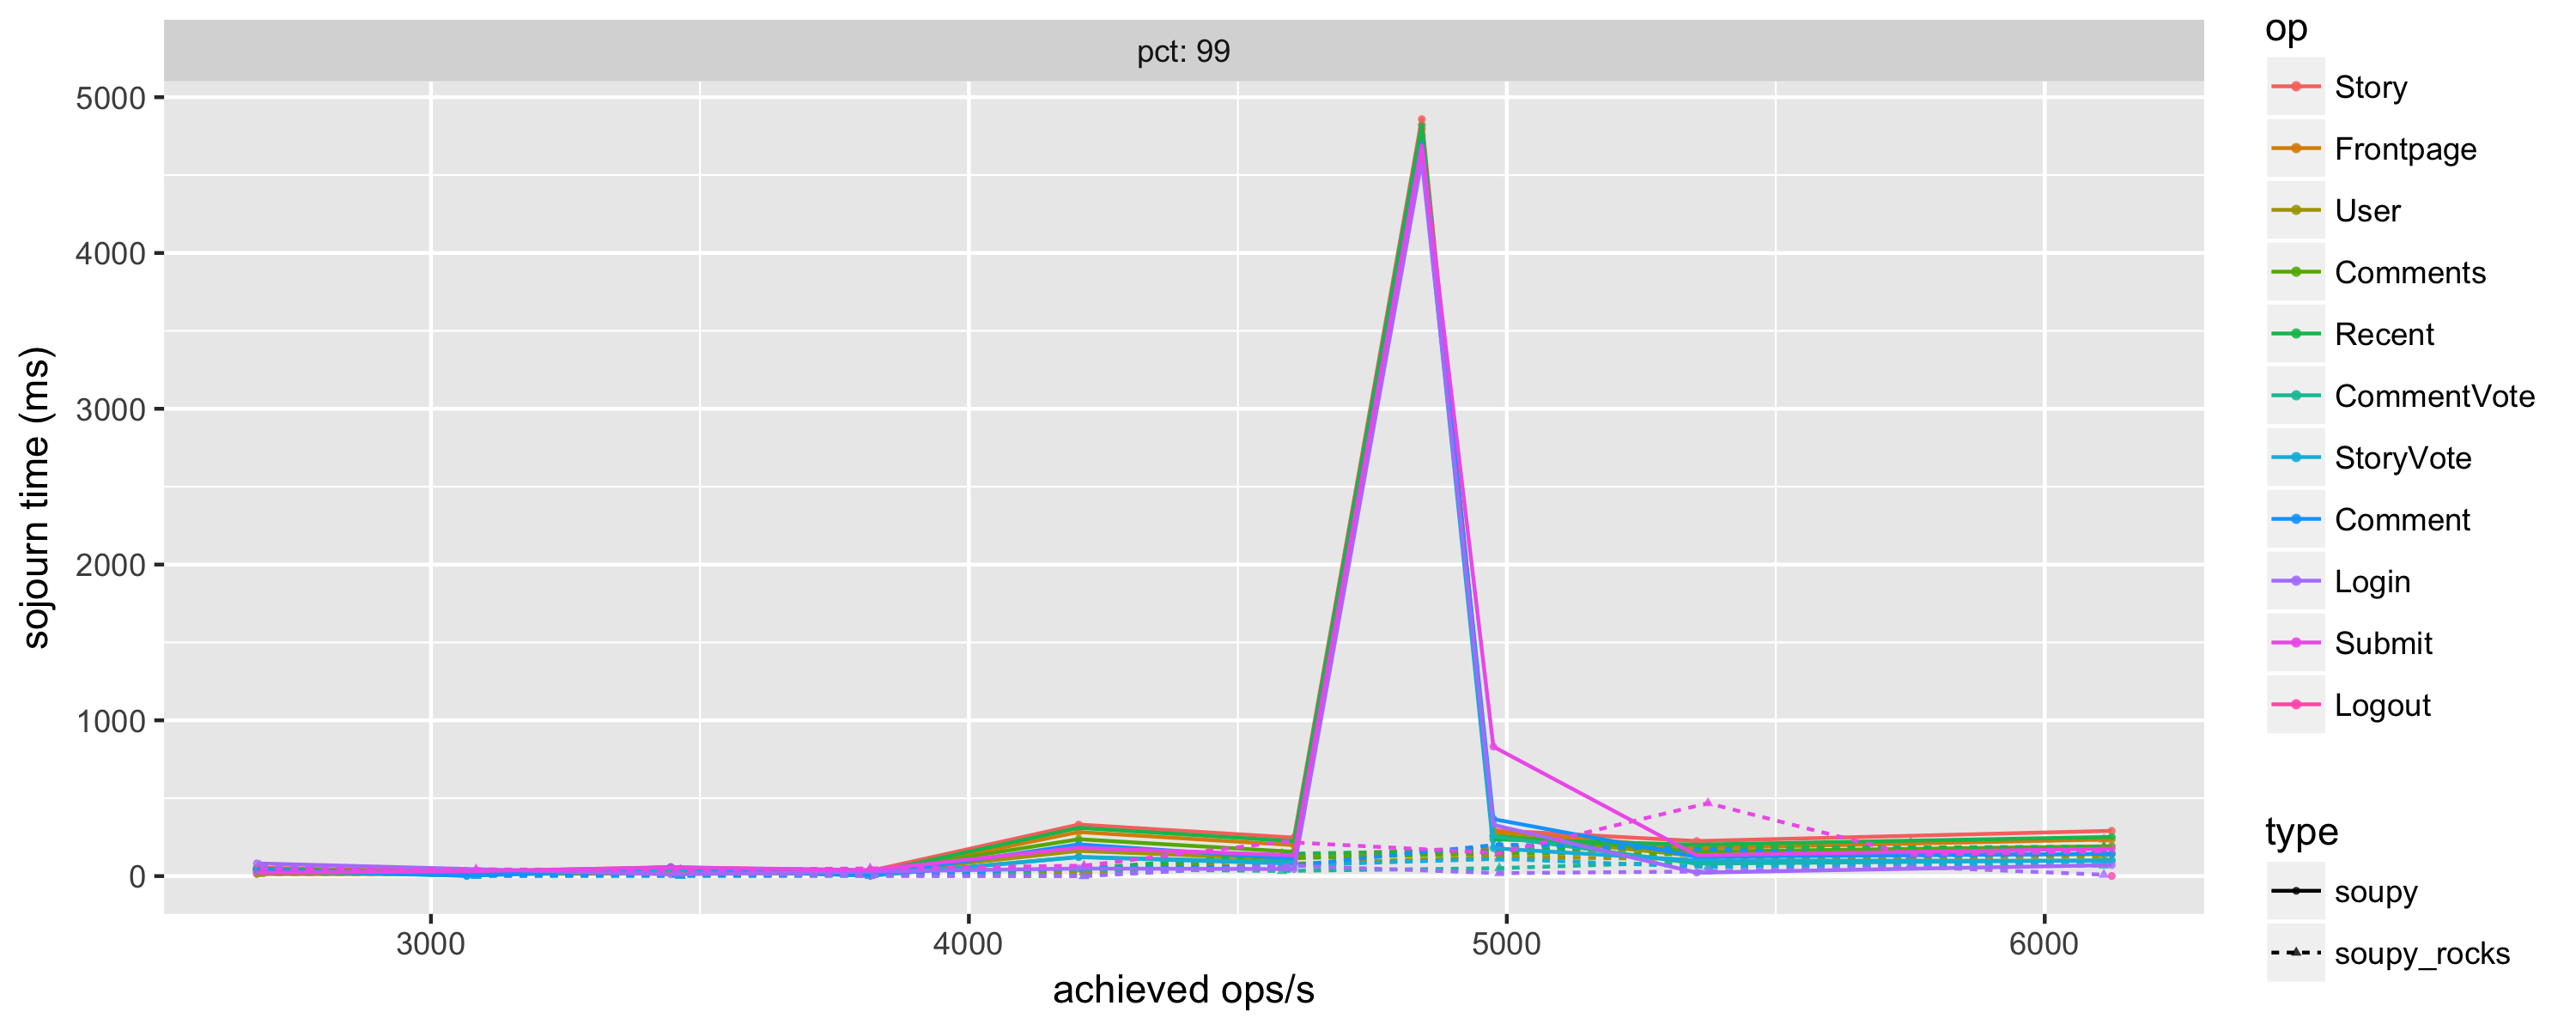 pct: 99
5000
4000
3000
2000
1000
0
sojourn time (ms)
3000
4000
5000
6000
achieved ops/s
op
Story
Frontpage
User
Comments
Recent
CommentVote
StoryVote
Comment
Login
Submit
Logout
type
soupy
soupy_rocks